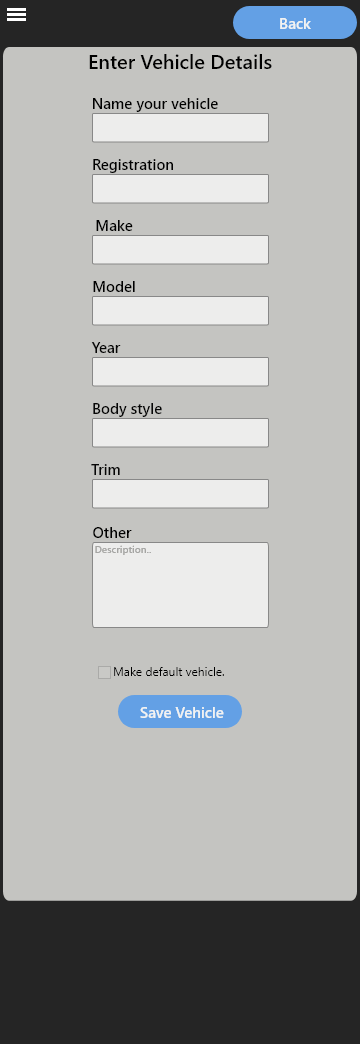 Back
Enter Vehicle Details
Name your vehicle
Registration
Make
Model
Year
Body style
Trim
Other
Description..
Make default vehicle.
Save Vehicle